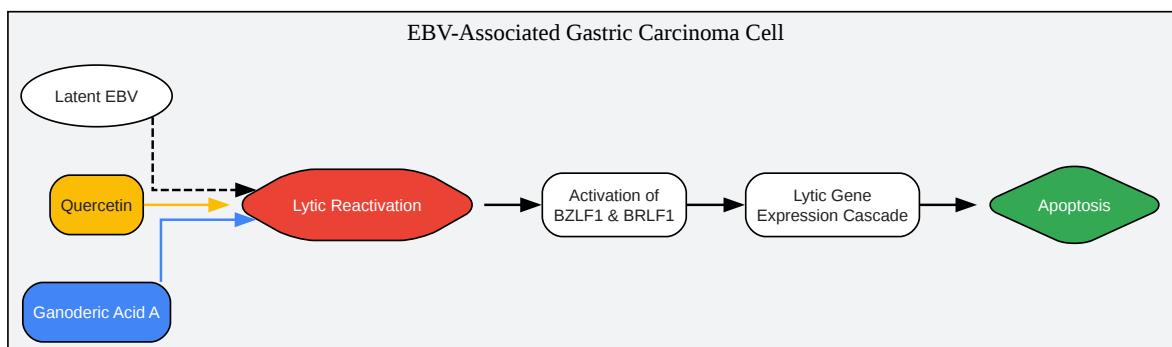 EBV-Associated Gastric Carcinoma Cell
Latent EBV
Quercetin
Ganoderic Acid A
Lytic Reactivation
Activation of
BZLF1 & BRLF1
Lytic Gene
Expression Cascade
Apoptosis